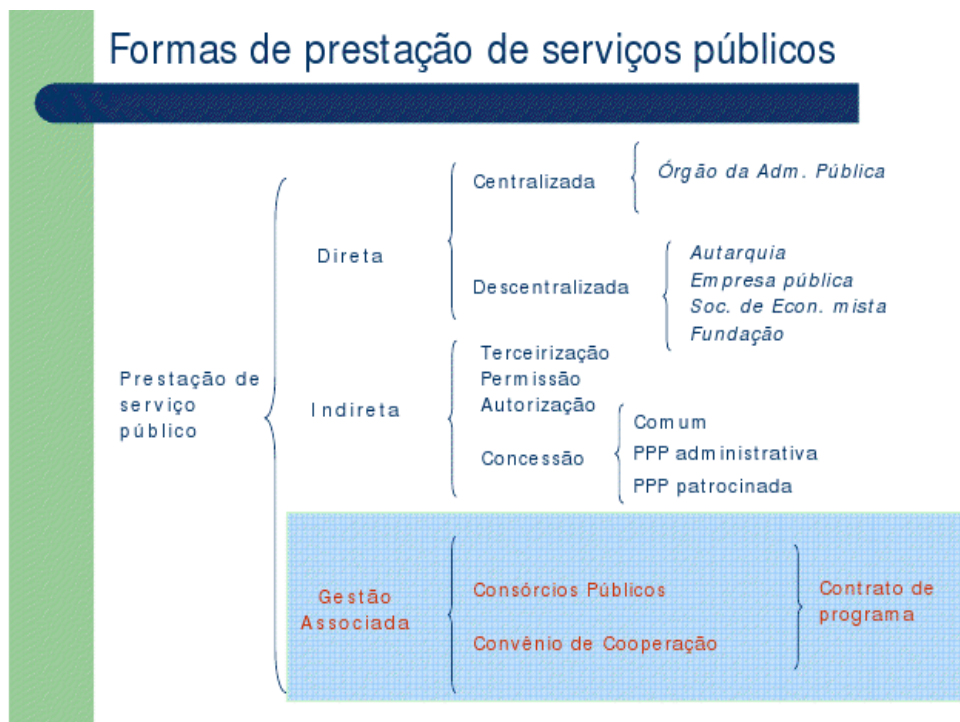 Formas de prestação de serviços públicos
Centralizada
Órgão da Adm. Pública
Direta
Descentralizada
Autarquia
Empresa pública
Soc. de Econ. mista
Fundação
Prestação de
serviço
público
Indireta
Terceirização
Permissão
Autorização
Concessão
Comum
PPP administrativa
PPP patrocinada
Gestão
Associada
Consórcios Públicos
Convênio de Cooperação
Contrato de
programa